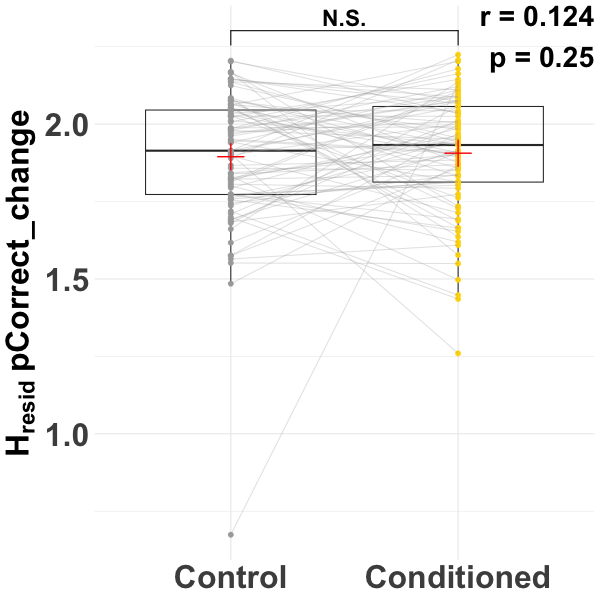 N.S.
r = 0.124
p = 0.25
Hresid pCorrect_change
2.0
1.5
1.0
Control
Conditioned